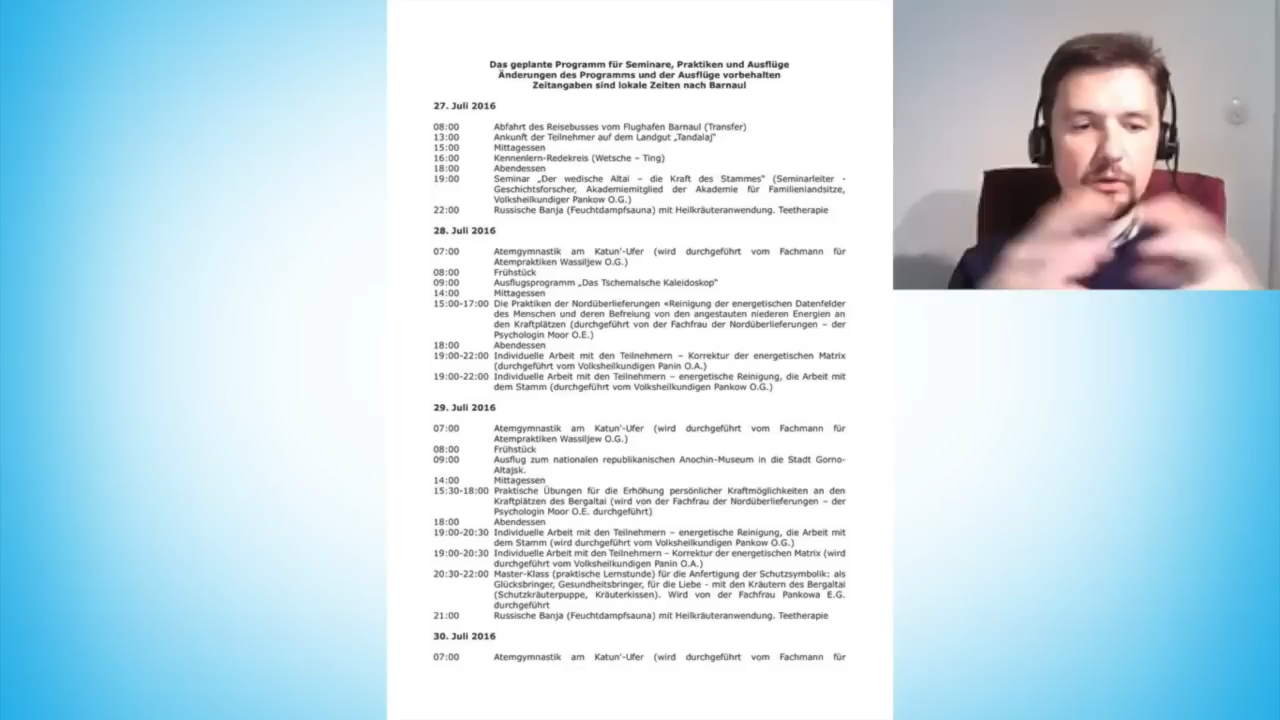 Das geplante Programm für Seminare, Praktiken und Ausflüge
Änderungen des Programms und der Ausflüge vorbehalten
Zeitangaben sind lokale Zeiten nach Barnaul
27. Juli 2016
08:00 Abfahrt des Reisebusses vom Flughafen Barnaul (Transfer)
13:00 Ankunft der Teilnehmer auf dem Landgut „Tandalaj“
15:00 Mittagessen
16:00 Kennenlern-Redekreis (Wetsche – Ting)
18:00 Abendessen
19:00 Seminar „Der wedische Altai – die Kraft des Stammes“ (Seminarleiter -
Geschichtsforscher, Akademiemitglied der Akademie für Familienlandsitze,
Volksheilkundiger Pankow O.G.)
22:00 Russische Banja (Feuchtdampfsauna) mit Heilkräuteranwendung. Teetherapie
28. Juli 2016
07:00 Atemgymnastik am Katun’-Ufer (wird durchgeführt vom Fachmann für
Atempraktiken Wassiljew O.G.)
08:00 Frühstück
09:00 Ausflugsprogramm „Das Tschemalsche Kaleidoskop“
14:00 Mittagessen
15:00-17:00 Die Praktiken der Nordüberlieferungen «Reinigung der energetischen Datenfelder
des Menschen und deren Befreiung von den angestauten niederen Energien an
den Kraftplätzen (durchgeführt von der Fachfrau der Nordüberlieferungen – der
Psychologin Moor O.E.)
18:00 Abendessen
19:00-22:00 Individuelle Arbeit mit den Teilnehmern – Korrektur der energetischen Matrix
(durchgeführt vom Volksheilkundigen Panin O.A.)
19:00-22:00 Individuelle Arbeit mit den Teilnehmern – energetische Reinigung, die Arbeit mit
dem Stamm (durchgeführt vom Volksheilkundigen Pankow O.G.)
29. Juli 2016
07:00 Atemgymnastik am Katun’-Ufer (wird durchgeführt vom Fachmann für
Atempraktiken Wassiljew O.G.)
08:00 Frühstück
09:00 Ausflug zum nationalen republikanischen Anochin-Museum in die Stadt Gorno-
Altajsk.
14:00 Mittagessen
15:30-18:00 Praktische Übungen für die Erhöhung persönlicher Kraftmöglichkeiten an den
Kraftplätzen des Bergaltai (wird von der Fachfrau der Nordüberlieferungen – der
Psychologin Moor O.E. durchgeführt)
18:00 Abendessen
19:00-20:30 Individuelle Arbeit mit den Teilnehmern – energetische Reinigung, die Arbeit mit
dem Stamm (wird durchgeführt vom Volksheilkundigen Pankow O.G.)
19:00-20:30 Individuelle Arbeit mit den Teilnehmern – Korrektur der energetischen Matrix (wird
durchgeführt vom Volksheilkundigen Panin O.A.)
20:30-22:00 Master-Klass (praktische Lernstunde) für die Anfertigung der Schutzsymbolik: als
Glücksbringer, Gesundheitsbringer, für die Liebe - mit den Kräutern des Bergaltai
(Schutzkräuterpuppe, Kräuterkissen). Wird von der Fachfrau Pankowa E.G.
durchgeführt
21:00 Russische Banja (Feuchtdampfsauna) mit Heilkräuteranwendung. Teetherapie
30. Juli 2016
07:00 Atemgymnastik am Katun’-Ufer (wird durchgeführt vom Fachmann für